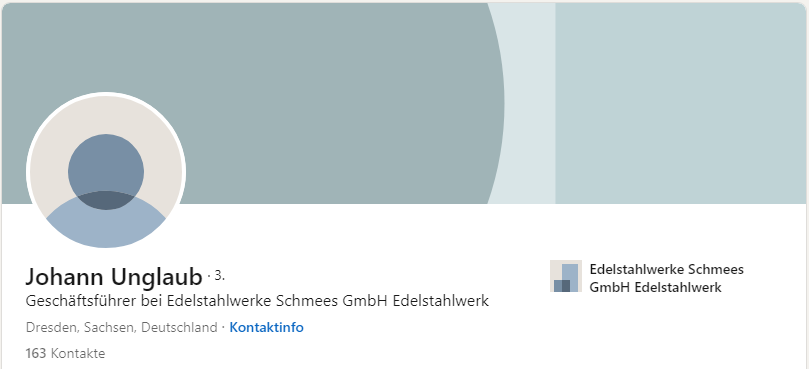 Johann Unglaub · 3.
Geschäftsführer bei Edelstahlwerke Schmees GmbH Edelstahlwerk
Dresden, Sachsen, Deutschland · Kontaktinfo
163 Kontakte
Edelstahlwerke Schmees
GmbH Edelstahlwerk